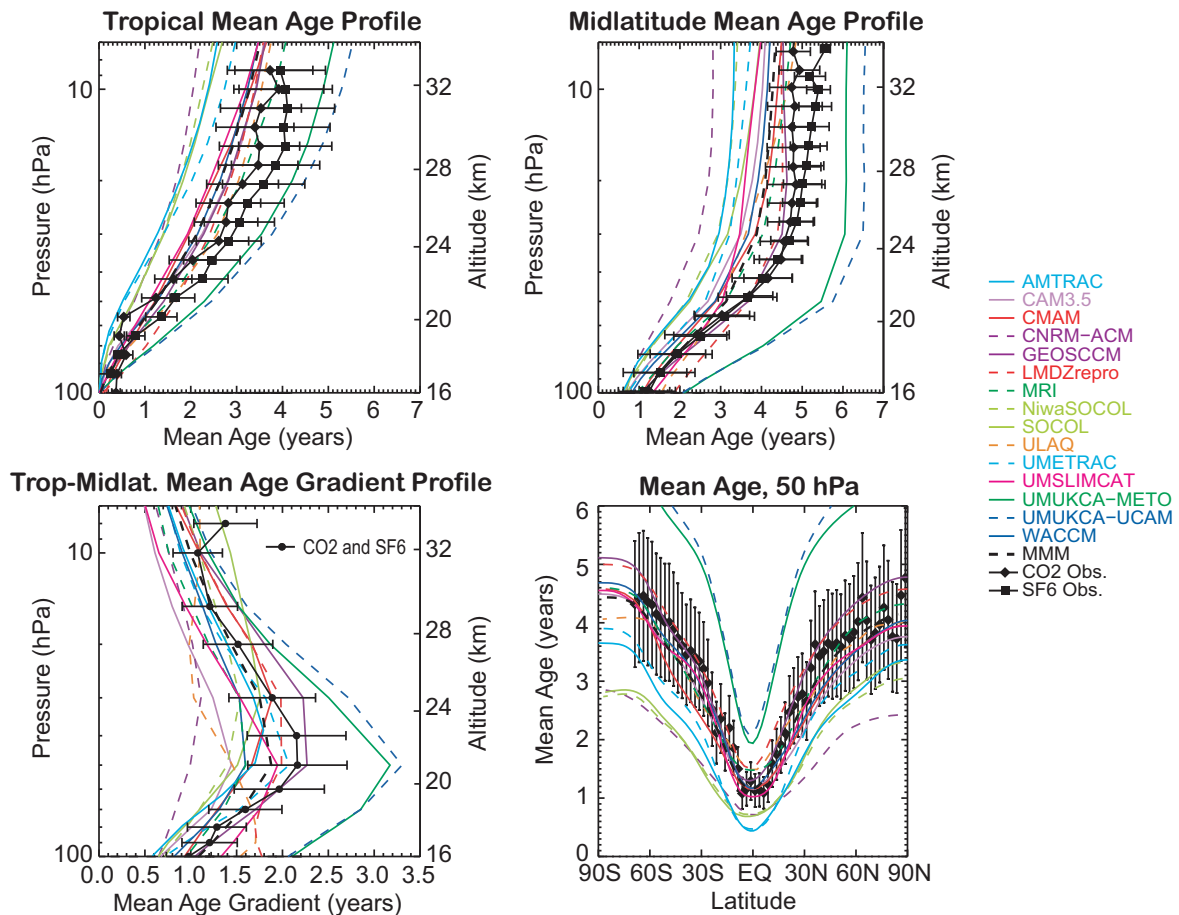 Tropical Mean Age Profile
Midlatitude Mean Age Profile
10
100
Pressure (hPa)
32
28
24
20
16
Altitude (km)
0 1 2 3 4 5 6 7
Mean Age (years)
10
100
Pressure (hPa)
32
28
24
20
16
Altitude (km)
0 1 2 3 4 5 6 7
Mean Age (years)
AMTRAC
CAM3.5
CMAM
CNRM-ACM
GEOSCCM
LMDZrepro
MRI
NiwaSOCOL
SOCOL
ULAQ
UMETRAC
UMSLIMCAT
UMUKCA-METO
UMUKCA-UCAM
WACCM
MMM
CO2 Obs.
SF6 Obs.
Trop-Midlat. Mean Age Gradient Profile
CO2 and SF6
10
100
Pressure (hPa)
32
28
24
20
16
Altitude (km)
0.0 0.5 1.0 1.5 2.0 2.5 3.0 3.5
Mean Age Gradient (years)
Mean Age, 50 hPa
6
5
4
3
2
1
0
Mean Age (years)
90S 60S 30S EQ 30N 60N 90N
Latitude